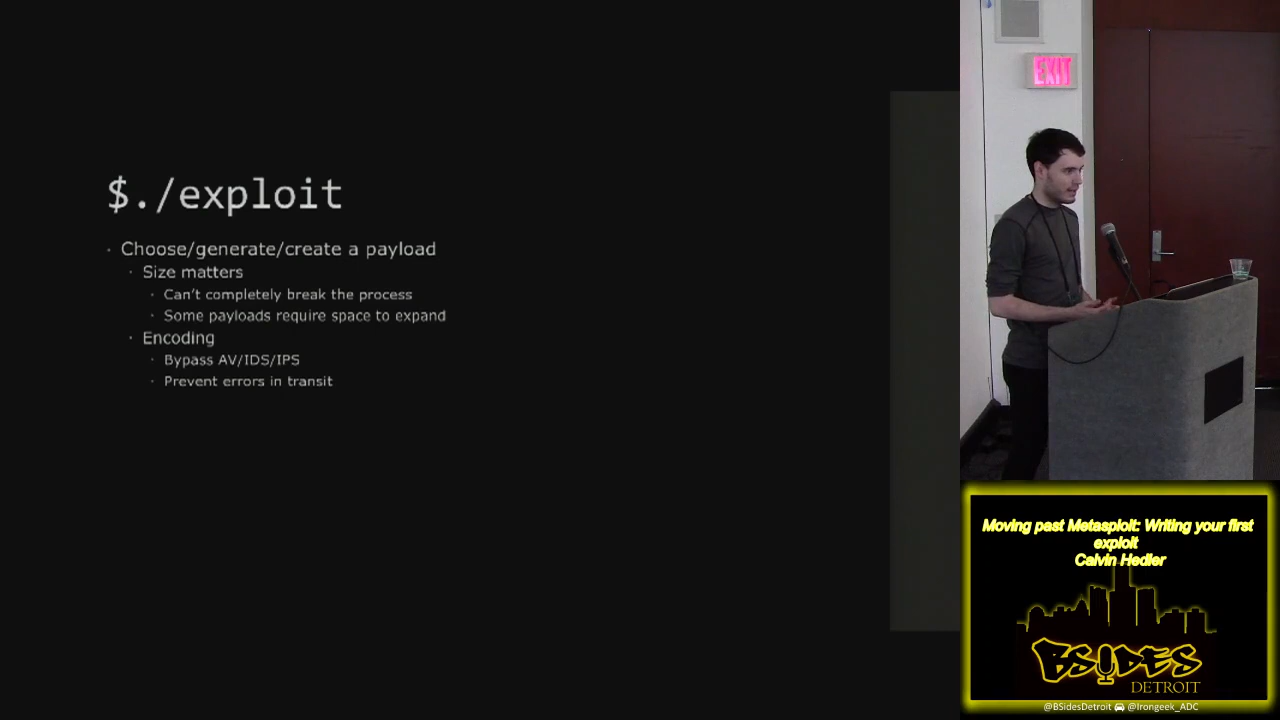 $./exploit
· Choose/generate/create a payload
· Size matters
· Can't completely break the process
· Some payloads require space to expand
· Encoding
· Bypass AV/IDS/IPS
· Prevent errors in transit
EXIT
Moving past Metasploit: Writing your first
exploit
Calvin Hedler
BSIDES
DETROIT
@BSidesDetroit @Irongeek_ADC